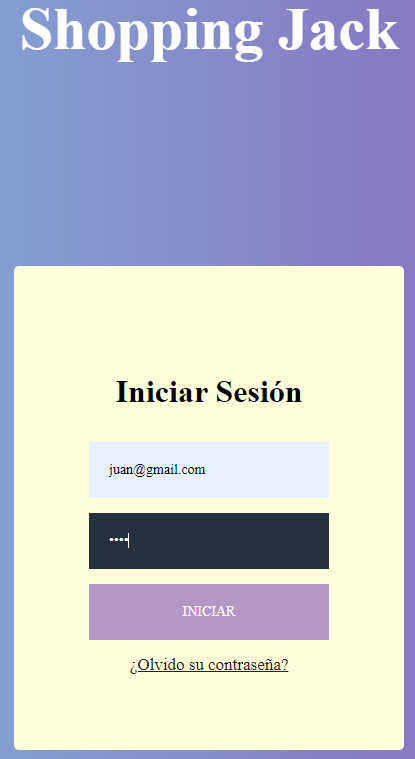 Shopping Jack
Iniciar Sesión
juan@gmail.com
••••
INICIAR
¿Olvido su contraseña?